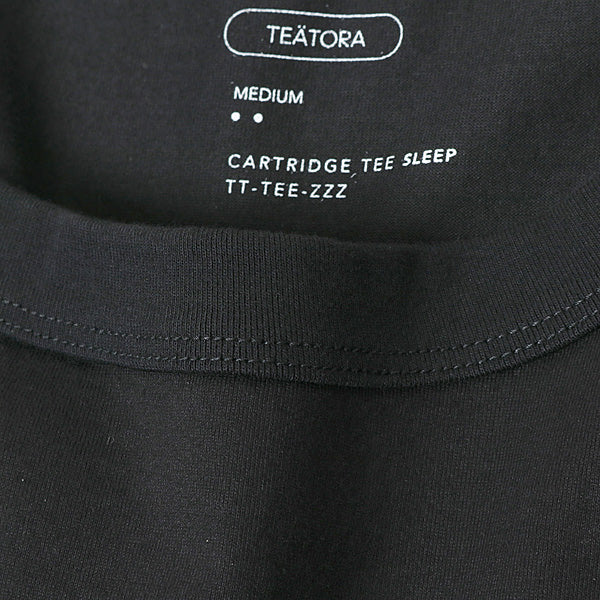 TEÄTORA
MEDIUM
CARTRIDGE TEE SLEEP
TT-TEE-ZZZ